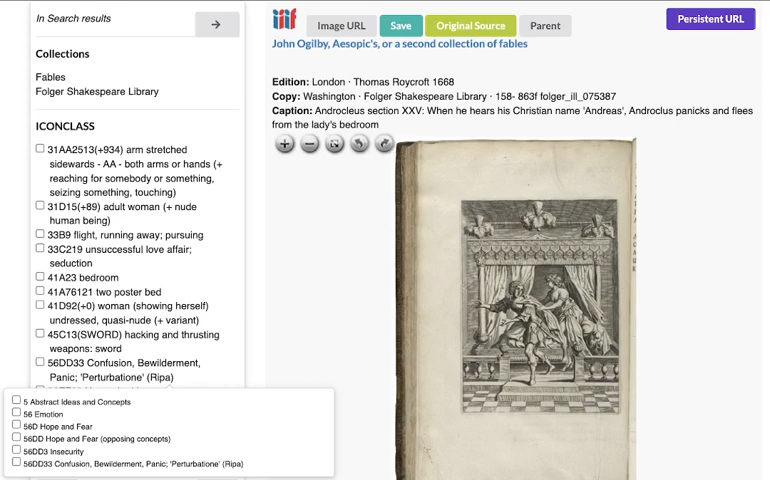 In Search results
→
Collections
Fables
Folger Shakespeare Library
ICONCLASS
31AA2513(+934) arm stretched
sidewards - AA - both arms or hands (+
reaching for somebody or something,
seizing something, touching)
31D15(+89) adult woman (+ nude
human being)
33B9 flight, running away; pursuing
33C219 unsuccessful love affair;
seduction
41A23 bedroom
41A76121 two poster bed
41D92(+0) woman (showing herself)
undressed, quasi-nude (+ variant)
45C13(SWORD) hacking and thrusting
weapons: sword
56DD33 Confusion, Bewilderment,
Panic; 'Perturbatione' (Ripa)
5 Abstract Ideas and Concepts
56 Emotion
56D Hope and Fear
56DD Hope and Fear (opposing concepts)
56DD3 Insecurity
56DD33 Confusion, Bewilderment, Panic; 'Perturbatione' (Ripa)
iiif
Image URL
Save
Original Source
Parent
Persistent URL
John Ogilby, Aesopic's, or a second collection of fables
Edition: London · Thomas Roycroft 1668
Copy: Washington · Folger Shakespeare Library · 158- 863f folger_ill_075387
Caption: Androcleus section XXV: When he hears his Christian name 'Andreas', Androclus panicks and flees
from the lady's bedroom